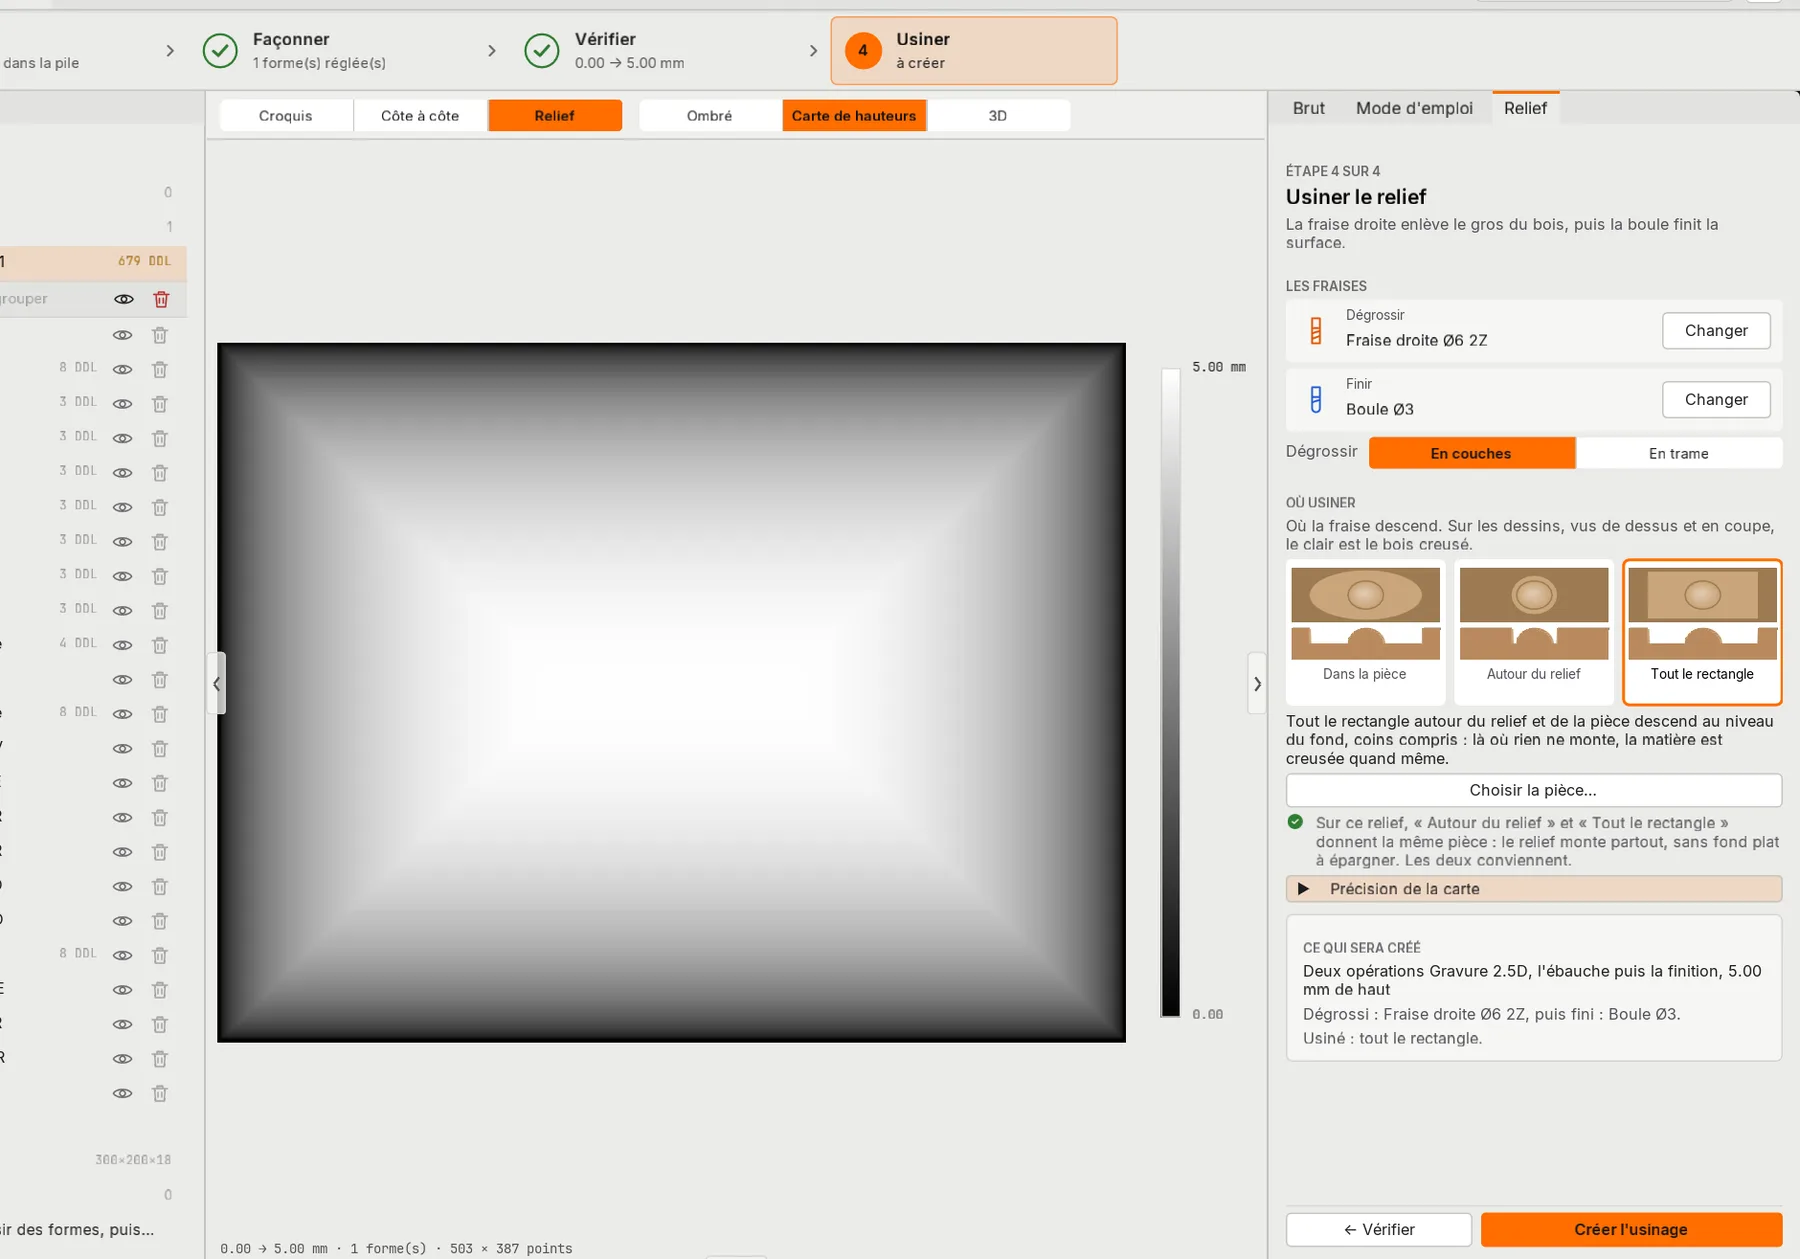 dans la pile
Façonner
1 forme(s) réglée(s)
Vérifier
0.00 → 5.00 mm
4
Usiner
à créer
Croquis
Côte à côte
Relief
Ombré
Carte de hauteurs
3D
Brut
Mode d'emploi
Relief
0
1
1
679 DDL
grouper
8 DDL
3 DDL
3 DDL
3 DDL
3 DDL
3 DDL
3 DDL
3 DDL
4 DDL
8 DDL
8 DDL
300×200×18
0
sir des formes, puis...
5.00 mm
0.00
0.00 → 5.00 mm · 1 forme(s) · 503 × 387 points
ÉTAPE 4 SUR 4
Usiner le relief
La fraise droite enlève le gros du bois, puis la boule finit la
surface.
LES FRAISES
Dégrossir
Fraise droite Ø6 2Z
Changer
Finir
Boule Ø3
Changer
Dégrossir
En couches
En trame
OÙ USINER
Où la fraise descend. Sur les dessins, vus de dessus et en coupe,
le clair est le bois creusé.
Dans la pièce
Autour du relief
Tout le rectangle
Tout le rectangle autour du relief et de la pièce descend au niveau
du fond, coins compris : là où rien ne monte, la matière est
creusée quand même.
Choisir la pièce...
Sur ce relief, « Autour du relief » et « Tout le rectangle »
donnent la même pièce : le relief monte partout, sans fond plat
à épargner. Les deux conviennent.
Précision de la carte
CE QUI SERA CRÉÉ
Deux opérations Gravure 2.5D, l'ébauche puis la finition, 5.00
mm de haut
Dégrossi : Fraise droite Ø6 2Z, puis fini : Boule Ø3.
Usiné : tout le rectangle.
← Vérifier
Créer l'usinage